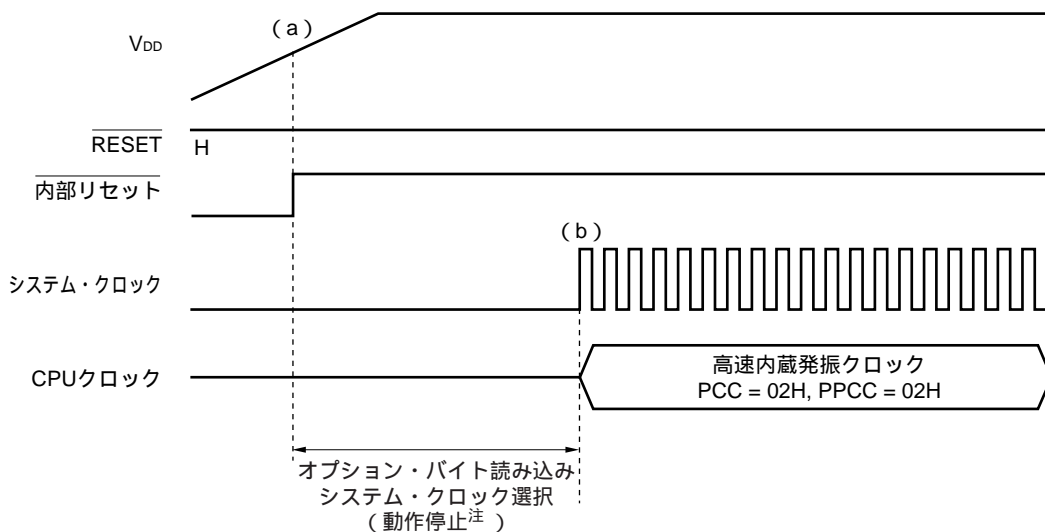 (a)
VDD
RESET
H
内部リセット
(b)
システム・クロック
CPUクロック
高速内蔵発振クロック
PCC = 02H, PPCC = 02H
オプション・バイト読み込み
システム・クロック選択
(動作停止注)